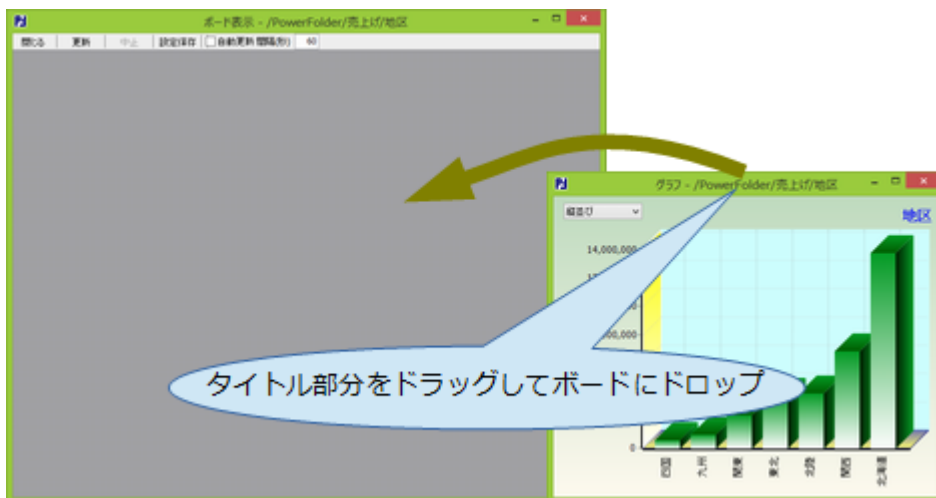 ボード表示 - /PowerFolder/売上げ/地区
閉じる 更新 中止 設定保存 自動更新 間隔(秒) 60
グラフ - /PowerFolder/売上げ/地区
縦並び
地区
14,000,000
タイトル部分をドラッグしてボードにドロップ
0
四国
九州
関東
東北
北陸
関西
北海道